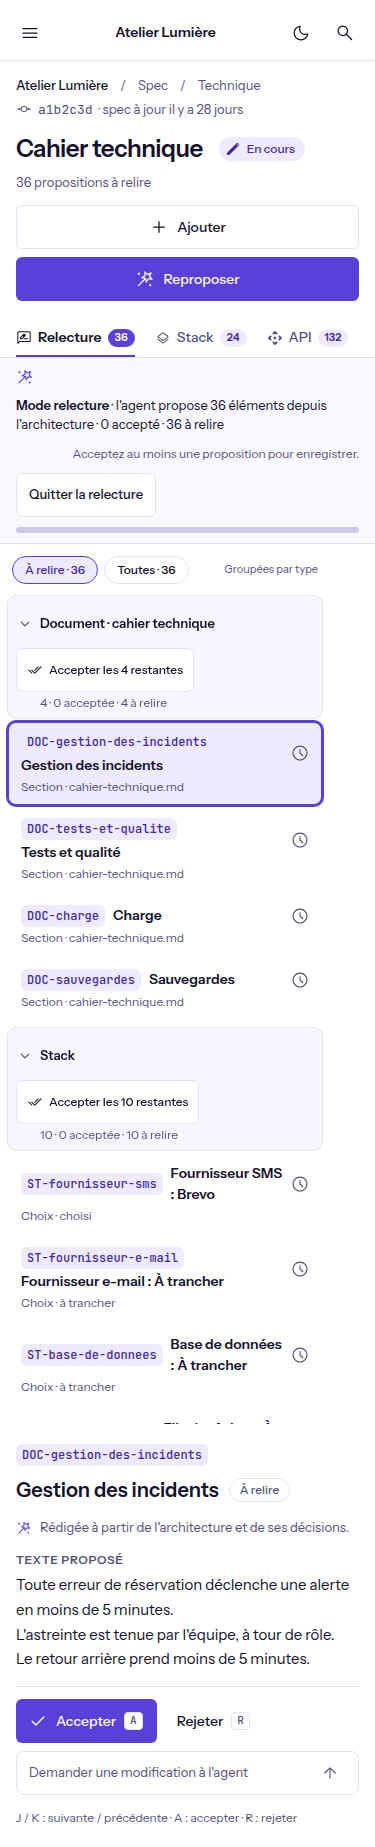 Atelier Lumière
Atelier Lumière / Spec / Technique
a1b2c3d · spec à jour il y a 28 jours
Cahier technique En cours
36 propositions à relire
Ajouter
Reproposer
Relecture 36 Stack 24 API 132
Mode relecture · l'agent propose 36 éléments depuis
l'architecture · 0 accepté · 36 à relire
Acceptez au moins une proposition pour enregistrer.
Quitter la relecture
À relire · 36 Toutes · 36 Groupées par type
Document · cahier technique
Accepter les 4 restantes
4 · 0 acceptée · 4 à relire
DOC-gestion-des-incidents
Gestion des incidents
Section · cahier-technique.md
DOC-tests-et-qualite
Tests et qualité
Section · cahier-technique.md
DOC-charge Charge
Section · cahier-technique.md
DOC-sauvegardes Sauvegardes
Section · cahier-technique.md
Stack
Accepter les 10 restantes
10 · 0 acceptée · 10 à relire
ST-fournisseur-sms Fournisseur SMS
: Brevo
Choix · choisi
ST-fournisseur-e-mail
Fournisseur e-mail : À trancher
Choix · à trancher
ST-base-de-donnees Base de données
: À trancher
Choix · à trancher
DOC-gestion-des-incidents
Gestion des incidents À relire
Rédigée à partir de l'architecture et de ses décisions.
TEXTE PROPOSÉ
Toute erreur de réservation déclenche une alerte
en moins de 5 minutes.
L'astreinte est tenue par l'équipe, à tour de rôle.
Le retour arrière prend moins de 5 minutes.
Accepter A Rejeter R
Demander une modification à l'agent
J / K : suivante / précédente · A : accepter · R : rejeter